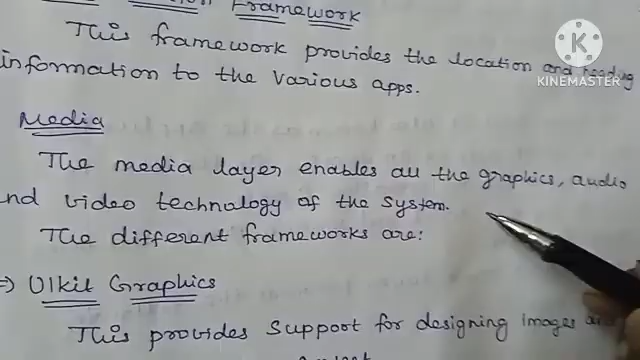 Framework
This framework provides the location and heading
information to the various apps.
Media
The media layer enables all the graphics, audio
nd video technology of the system.
The different frameworks are:
=> UIkit Graphics
This provides support for designing images an
KINEMASTER